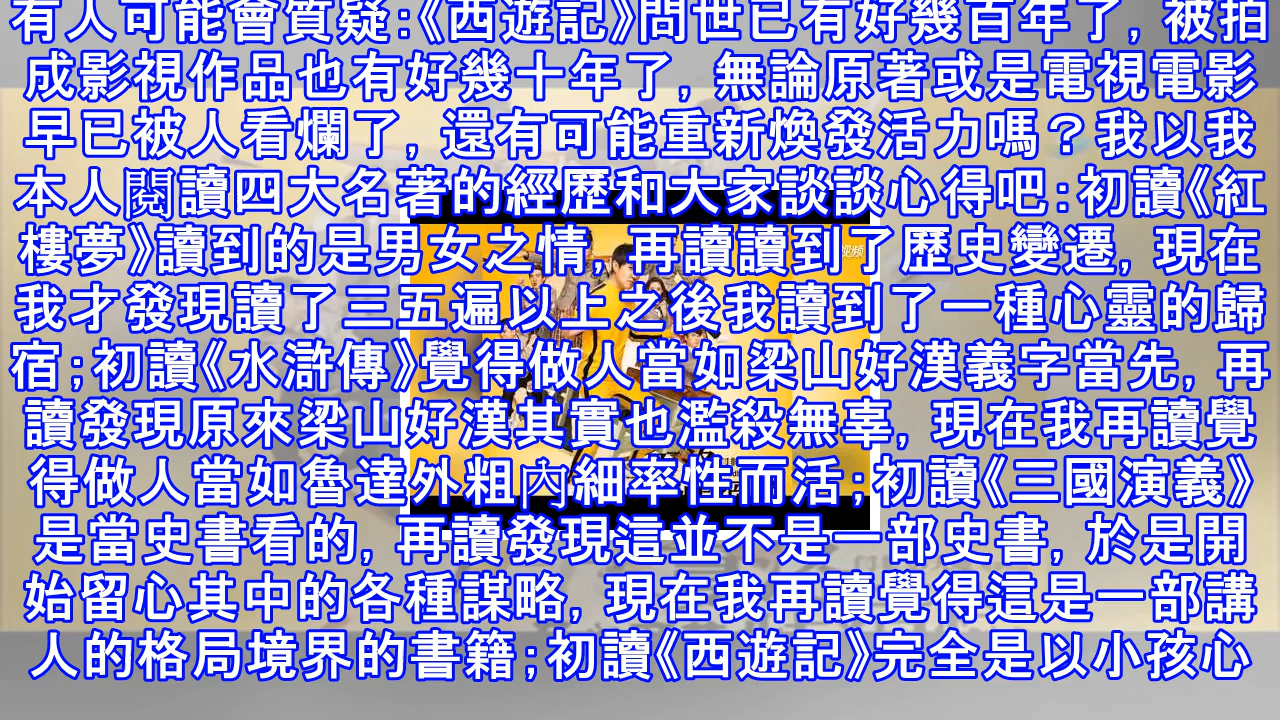 有人可能會質疑:《西遊記》問世已有好幾百年了, 被拍
成影視作品也有好幾十年了, 無論原著或是電視電影
早已被人看爛了, 還有可能重新煥發活力嗎？我以我
本人閱讀四大名著的經歷和大家談談心得吧:初讀《紅
樓夢》讀到的是男女之情, 再讀讀到了歷史變遷, 現在
我才發現讀了三五遍以上之後我讀到了一種心靈的歸
宿;初讀《水滸傳》覺得做人當如梁山好漢義字當先, 再
讀發現原來梁山好漢其實也濫殺無辜, 現在我再讀覺
得做人當如魯達外粗內細率性而活;初讀《三國演義》
是當史書看的, 再讀發現這並不是一部史書, 於是開
始留心其中的各種謀略, 現在我再讀覺得這是一部講
人的格局境界的書籍;初讀《西遊記》完全是以小孩心